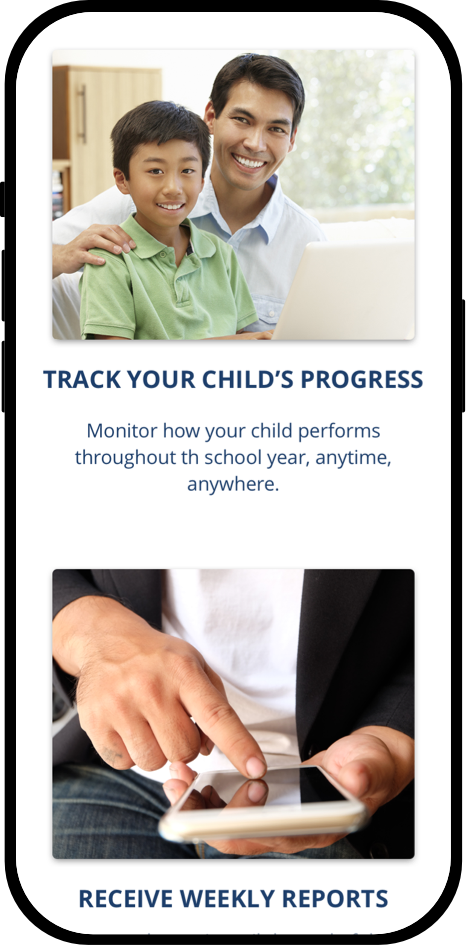 TRACK YOUR CHILD’S PROGRESS
Monitor how your child performs
throughout th school year, anytime,
anywhere.
RECEIVE WEEKLY REPORTS